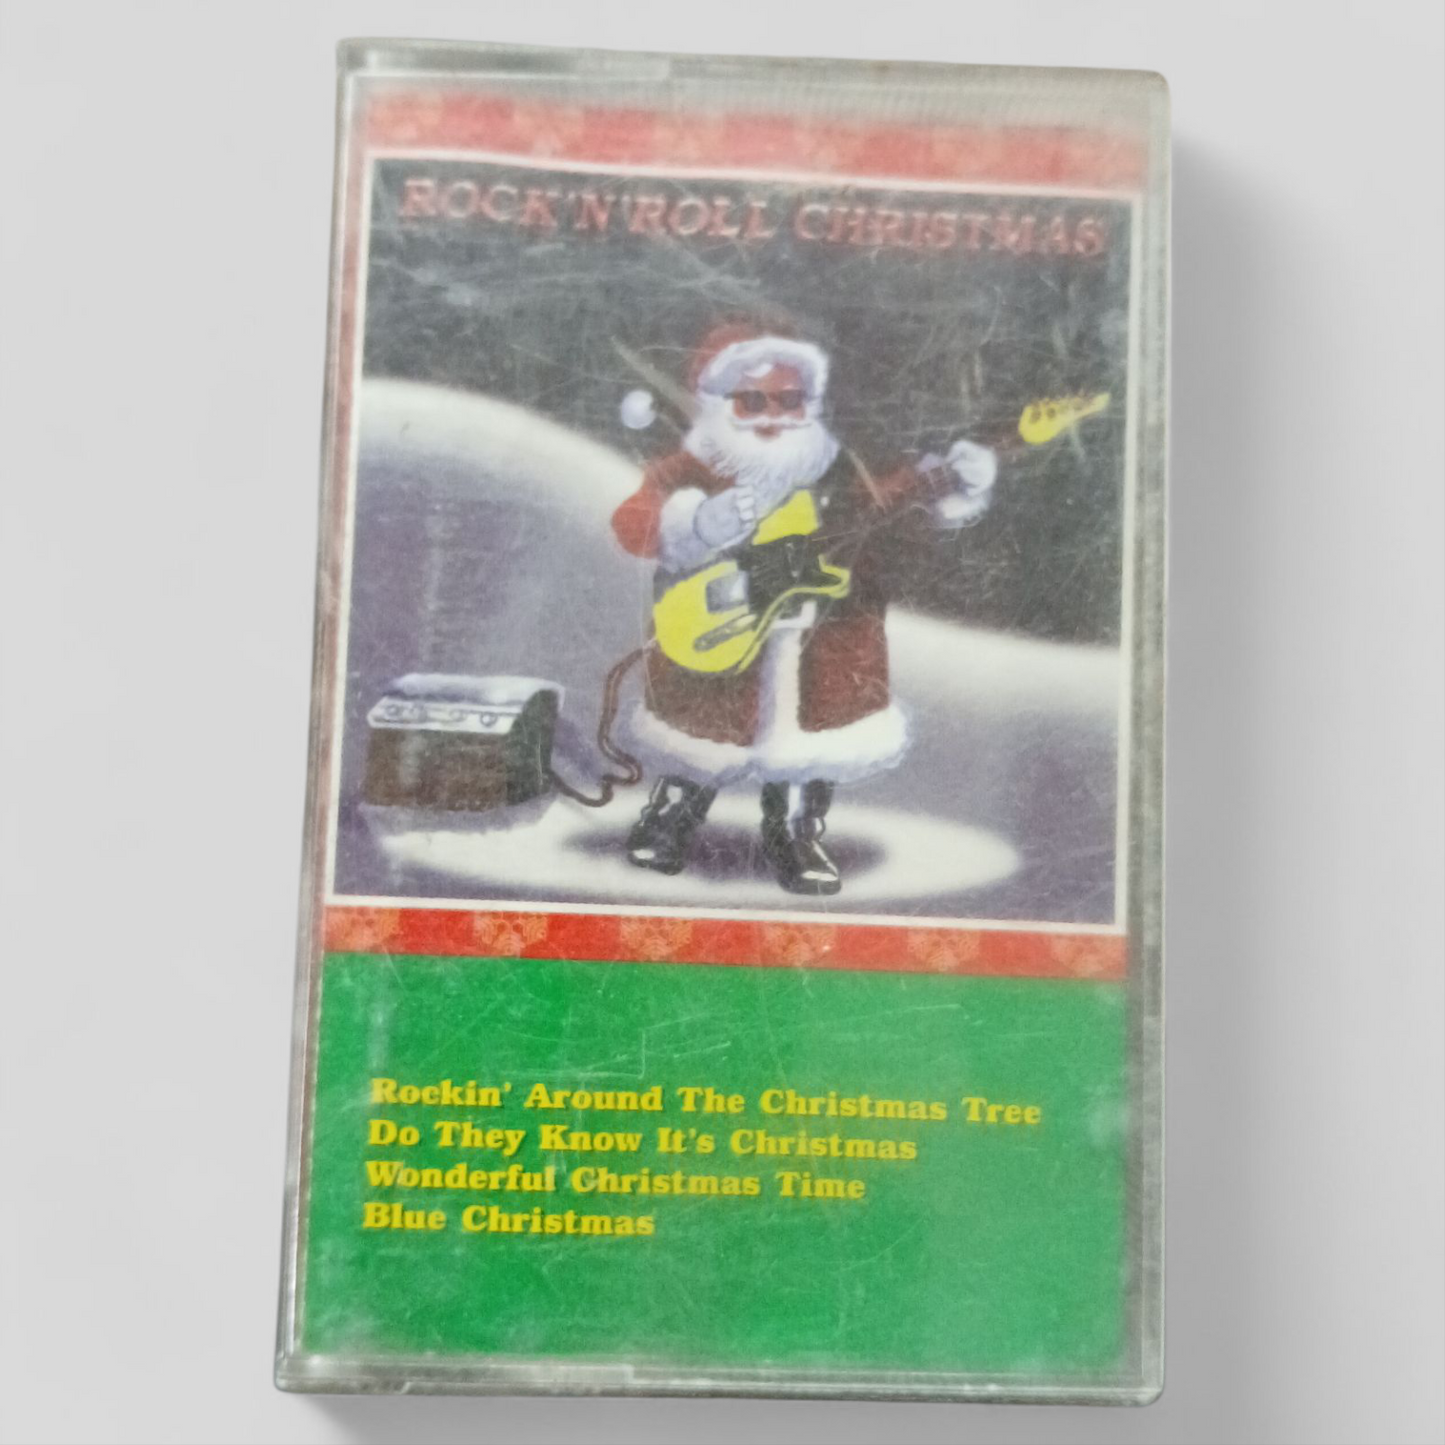 ROCK'N'ROLL CHRISTMAS
Rockin' Around The Christmas Tree
Do They Know It's Christmas
Wonderful Christmas Time
Blue Christmas